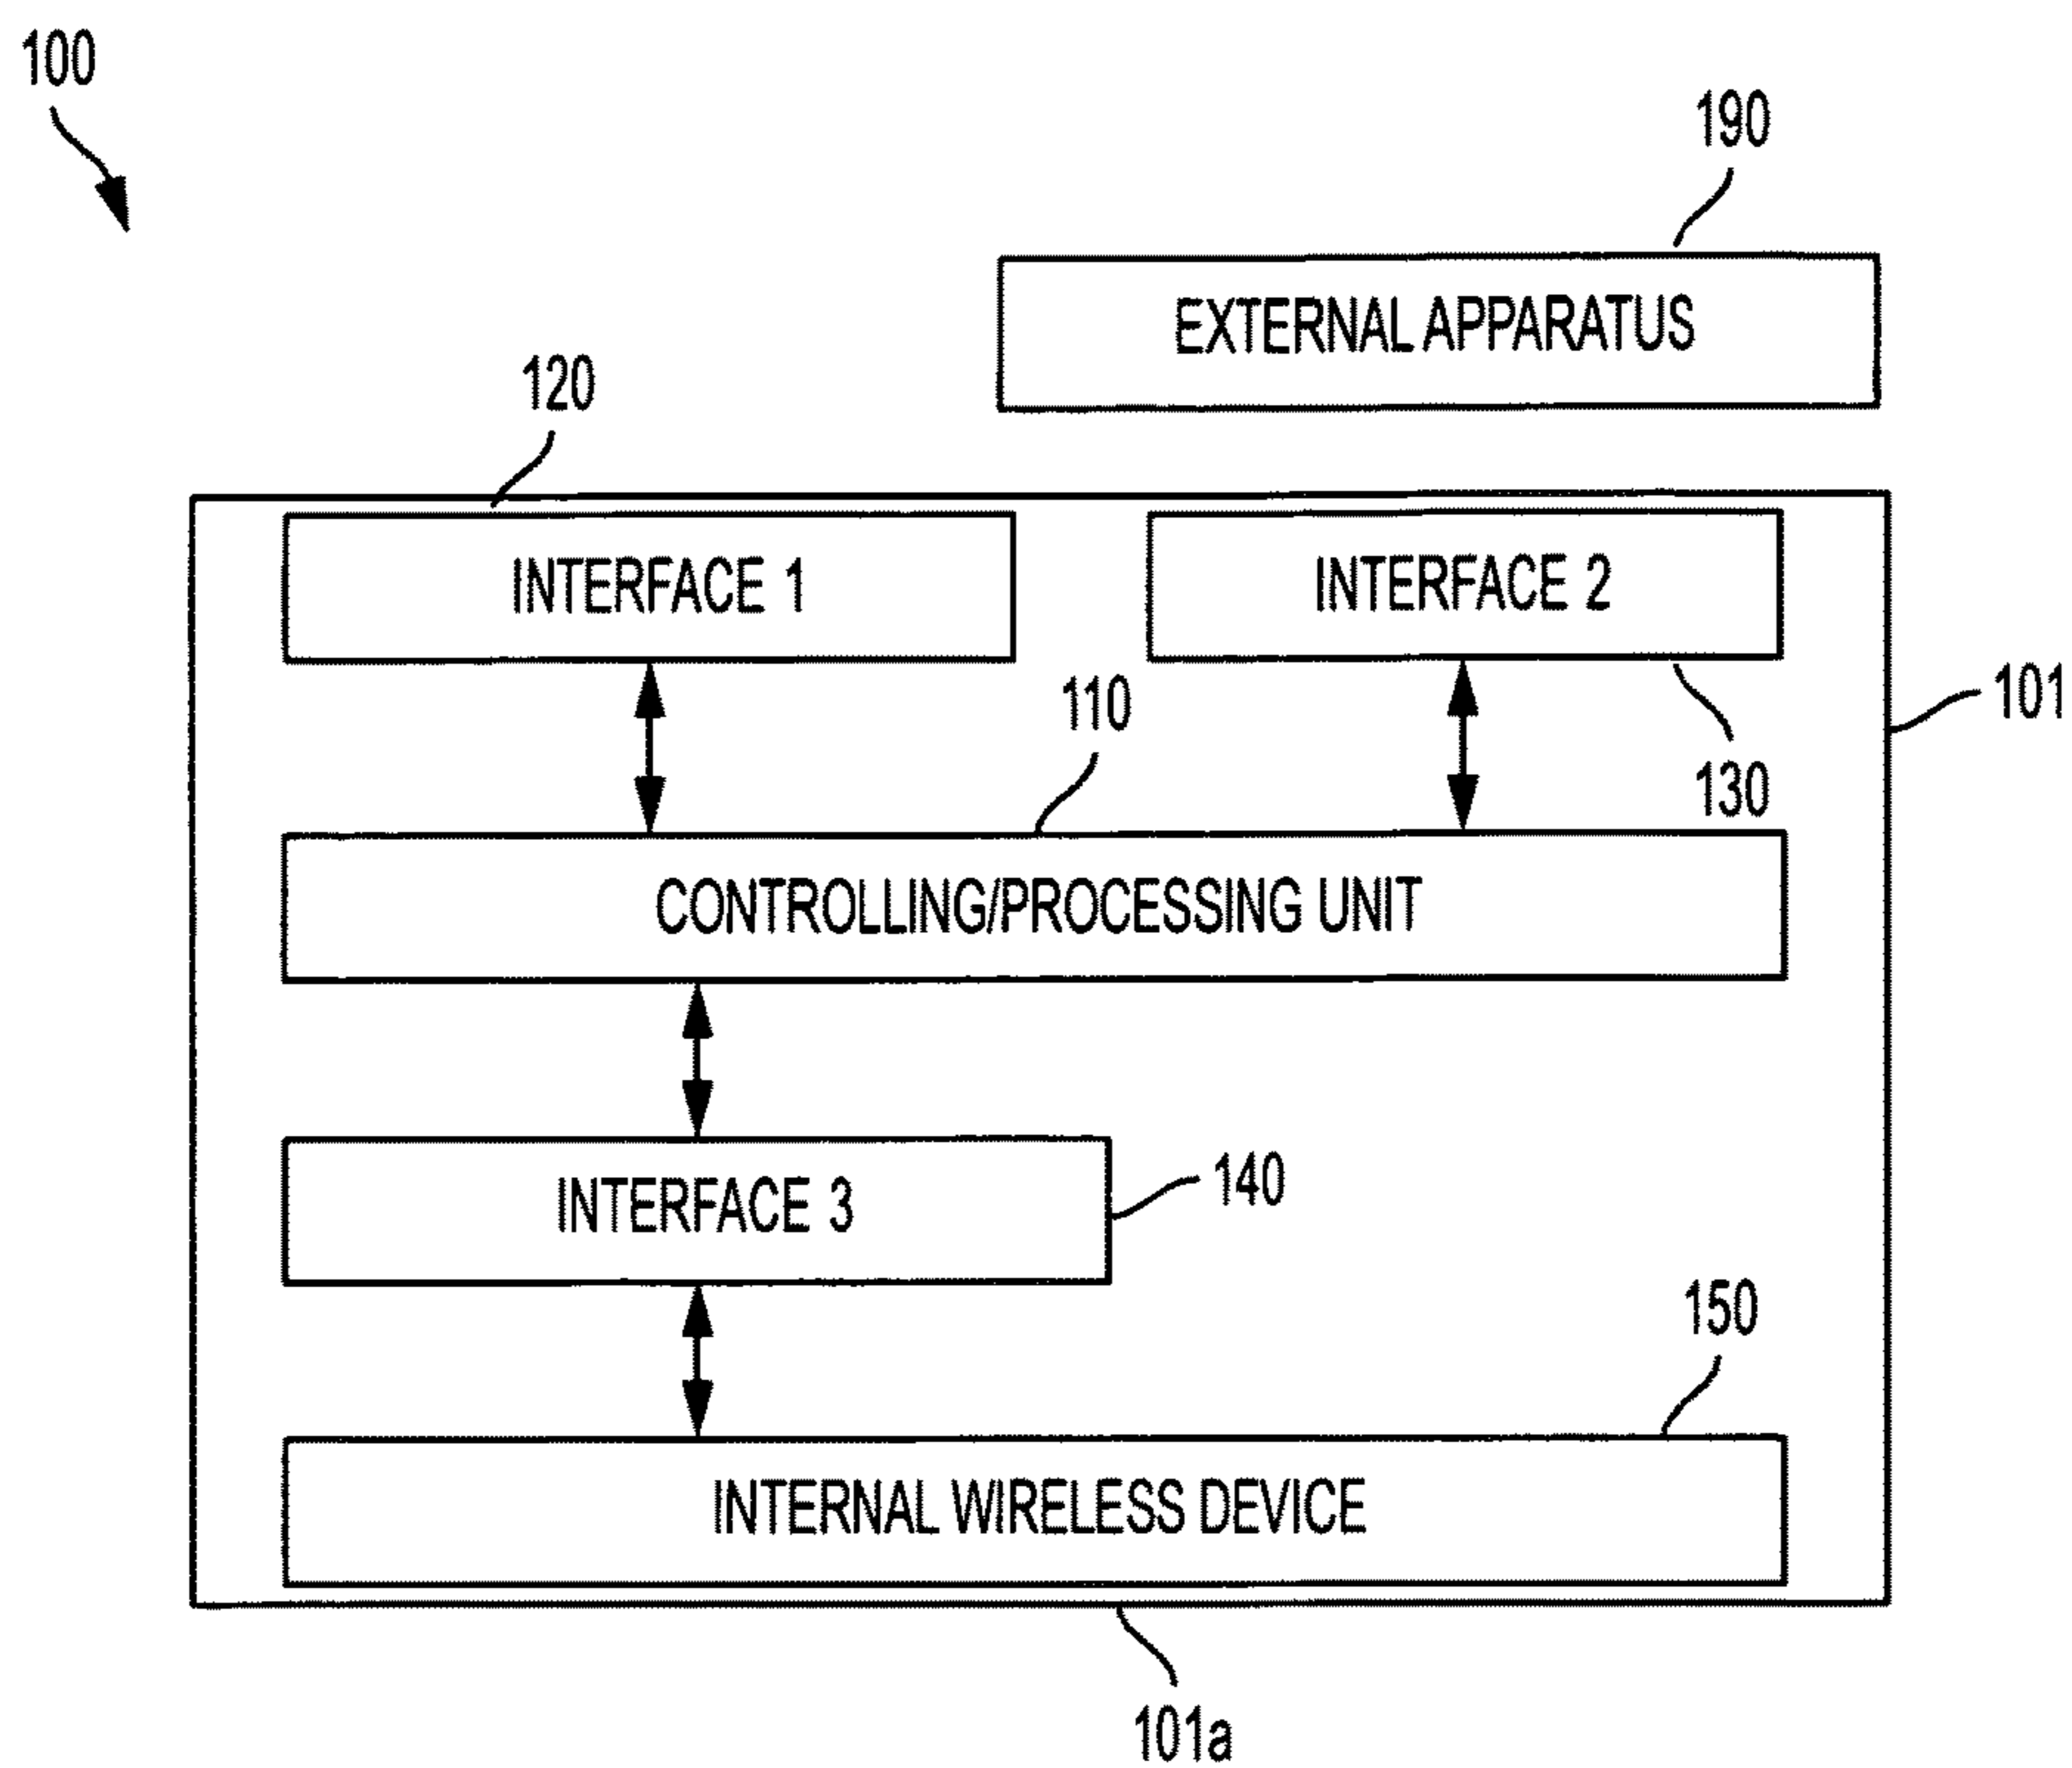 100
190
EXTERNAL APPARATUS
120
INTERFACE 1
INTERFACE 2
110
101
130
CONTROLLING/PROCESSING UNIT
INTERFACE 3
140
150
INTERNAL WIRELESS DEVICE
101a